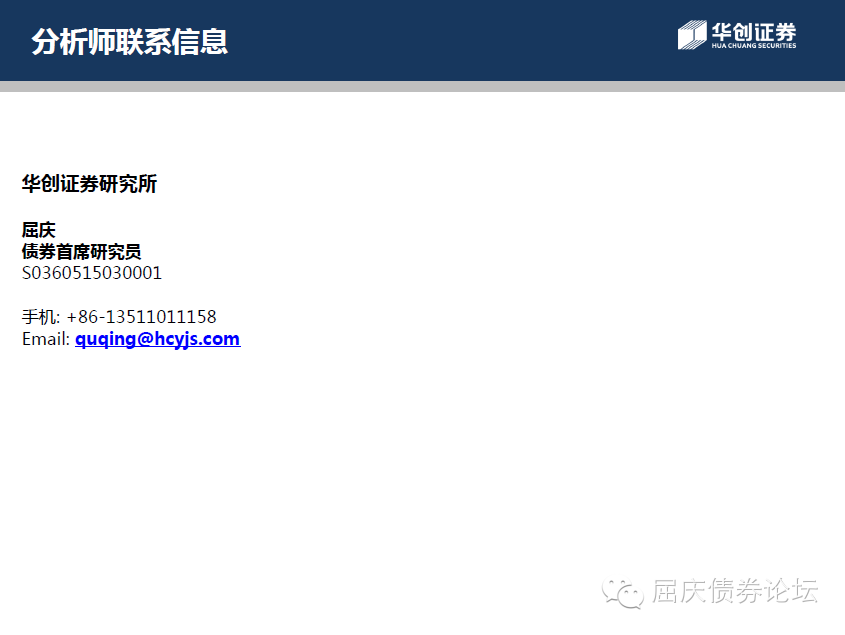 分析师联系信息
华创证券
HUA CHUANG SECURITIES
华创证券研究所
屈庆
债券首席研究员
S0360515030001
手机: +86-13511011158
Email: quqing@hcyjs.com
屈庆债券论坛